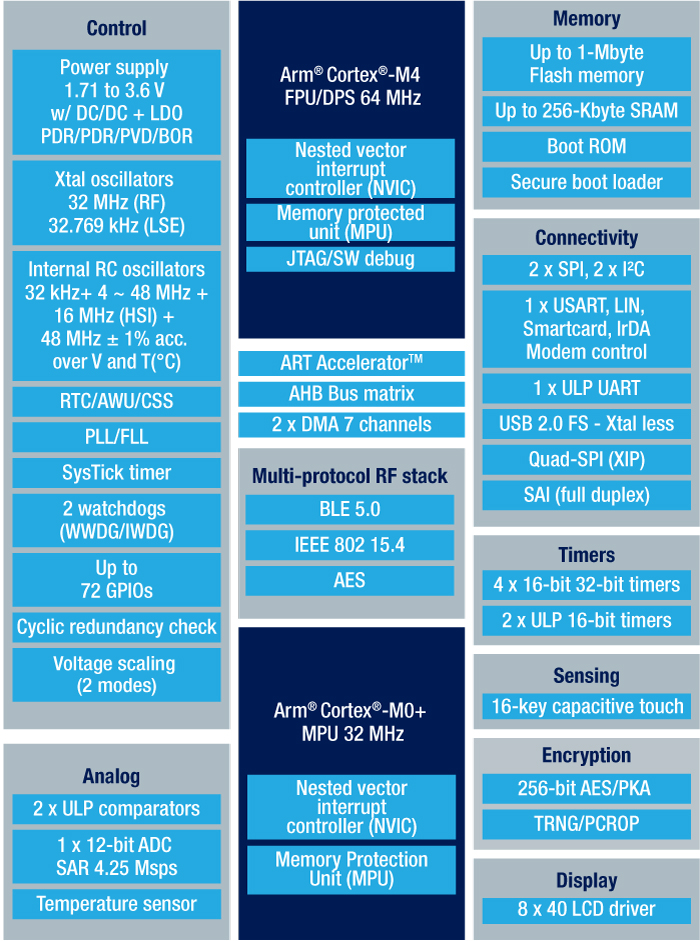 Control
Power supply
1.71 to 3.6 V
w/ DC/DC + LDO
PDR/PDR/PVD/BOR
Xtal oscillators
32 MHz (RF)
32.769 kHz (LSE)
Internal RC oscillators
32 kHz+ 4 ~ 48 MHz +
16 MHz (HSI) +
48 MHz ± 1% acc.
over V and T(°C)
RTC/AWU/CSS
PLL/FLL
SysTick timer
2 watchdogs
(WWDG/IWDG)
Up to
72 GPIOs
Cyclic redundancy check
Voltage scaling
(2 modes)
Analog
2 x ULP comparators
1 x 12-bit ADC
SAR 4.25 Msps
Temperature sensor
Arm® Cortex®-M4
FPU/DPS 64 MHz
Nested vector
interrupt
controller (NVIC)
Memory protected
unit (MPU)
JTAG/SW debug
ART Accelerator™
AHB Bus matrix
2 x DMA 7 channels
Multi-protocol RF stack
BLE 5.0
IEEE 802 15.4
AES
Arm® Cortex®-M0+
MPU 32 MHz
Nested vector
interrupt
controller (NVIC)
Memory Protection
Unit (MPU)
Memory
Up to 1-Mbyte
Flash memory
Up to 256-Kbyte SRAM
Boot ROM
Secure boot loader
Connectivity
2 x SPI, 2 x I²C
1 x USART, LIN,
Smartcard, IrDA
Modem control
1 x ULP UART
USB 2.0 FS - Xtal less
Quad-SPI (XIP)
SAI (full duplex)
Timers
4 x 16-bit 32-bit timers
2 x ULP 16-bit timers
Sensing
16-key capacitive touch
Encryption
256-bit AES/PKA
TRNG/PCROP
Display
8 x 40 LCD driver